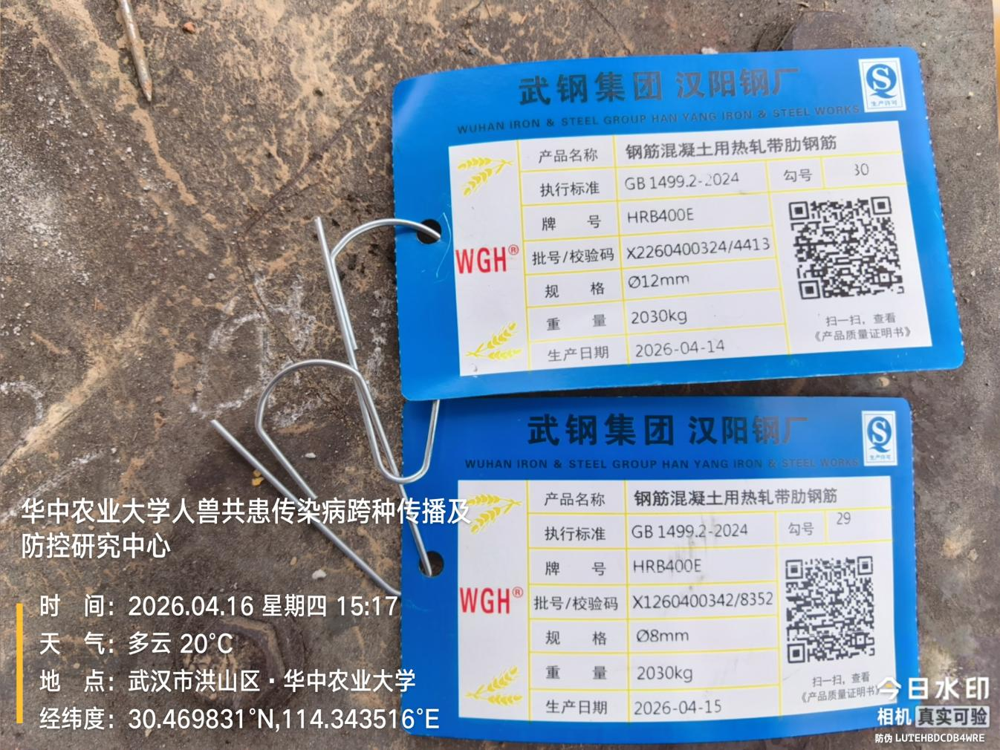 武钢集团 汉阳钢厂
生产许可
WUHAN IRON & STEEL GROUP HAN YANG IRON & STEEL WORKS
产品名称 钢筋混凝土用热轧带肋钢筋
执行标准 GB 1499.2-2024 勾号 30
牌 号 HRB400E
WGH®
批号/校验码 X2260400324/4413
规 格 Ø12mm
重 量 2030kg
扫一扫，查看
《产品质量证明书》
生产日期 2026-04-14
武钢集团 汉阳钢厂
生产许可
WUHAN IRON & STEEL GROUP HAN YANG IRON & STEEL WORKS
产品名称 钢筋混凝土用热轧带肋钢筋
执行标准 GB 1499.2-2024 勾号 29
牌 号 HRB400E
WGH®
批号/校验码 X1260400342/8352
规 格 Ø8mm
重 量 2030kg
扫一扫，查看
《产品质量证明书》
生产日期 2026-04-15
华中农业大学人兽共患传染病跨种传播及
防控研究中心
时 间：2026.04.16 星期四 15:17
天 气：多云 20°C
地 点：武汉市洪山区·华中农业大学
经纬度：30.469831°N,114.343516°E
今日水印
相机 真实可验
防伪 LUTEHBDCDB4WRE